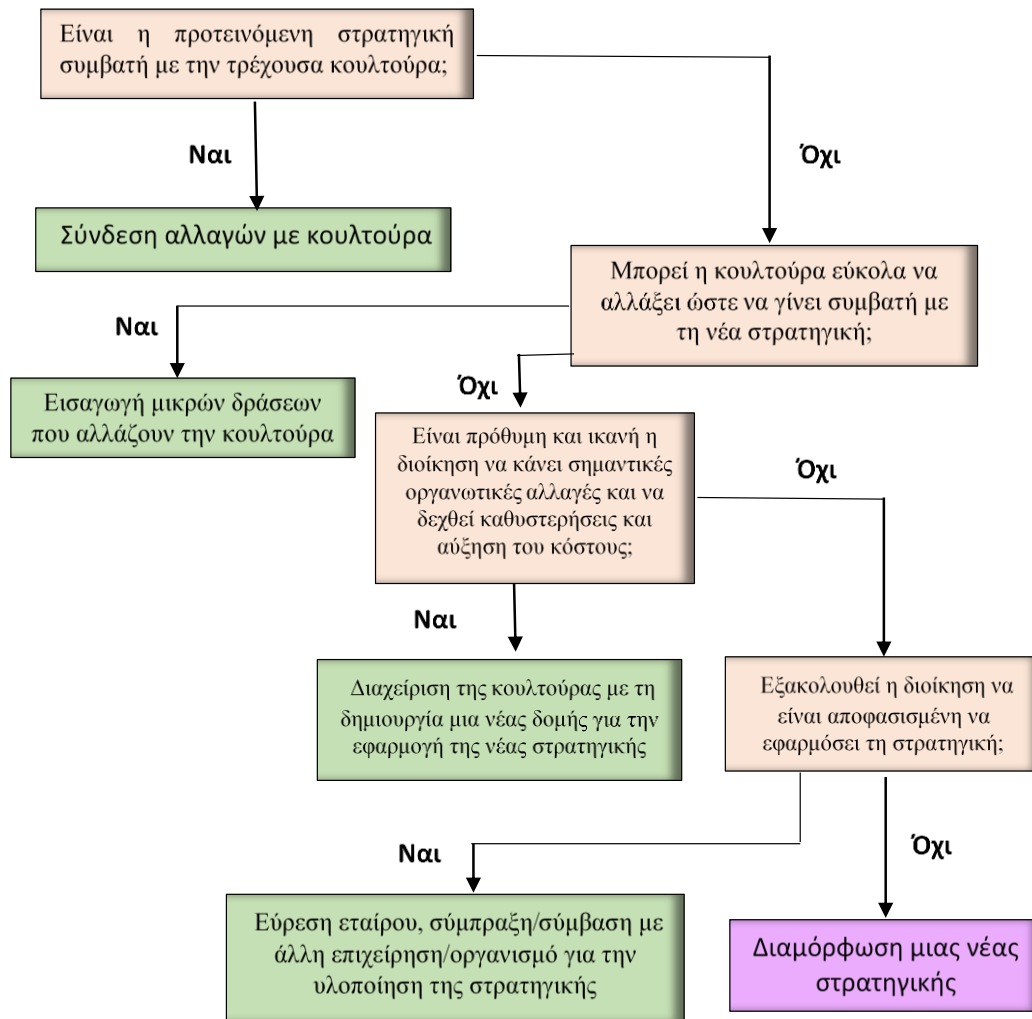 Είναι η προτεινόμενη στρατηγική
συμβατή με την τρέχουσα κουλτούρα;
Ναι
Όχι
Σύνδεση αλλαγών με κουλτούρα
Μπορεί η κουλτούρα εύκολα να
αλλάξει ώστε να γίνει συμβατή με
τη νέα στρατηγική;
Ναι
Όχι
Εισαγωγή μικρών δράσεων
που αλλάζουν την κουλτούρα
Είναι πρόθυμη και ικανή η
διοίκηση να κάνει σημαντικές
οργανωτικές αλλαγές και να
δεχθεί καθυστερήσεις και
αύξηση του κόστους;
Όχι
Ναι
Διαχείριση της κουλτούρας με τη
δημιουργία μια νέας δομής για την
εφαρμογή της νέας στρατηγικής
Εξακολουθεί η διοίκηση να
είναι αποφασισμένη να
εφαρμόσει τη στρατηγική;
Ναι
Όχι
Εύρεση εταίρου, σύμπραξη/σύμβαση με
άλλη επιχείρηση/οργανισμό για την
υλοποίηση της στρατηγικής
Διαμόρφωση μιας νέας
στρατηγικής